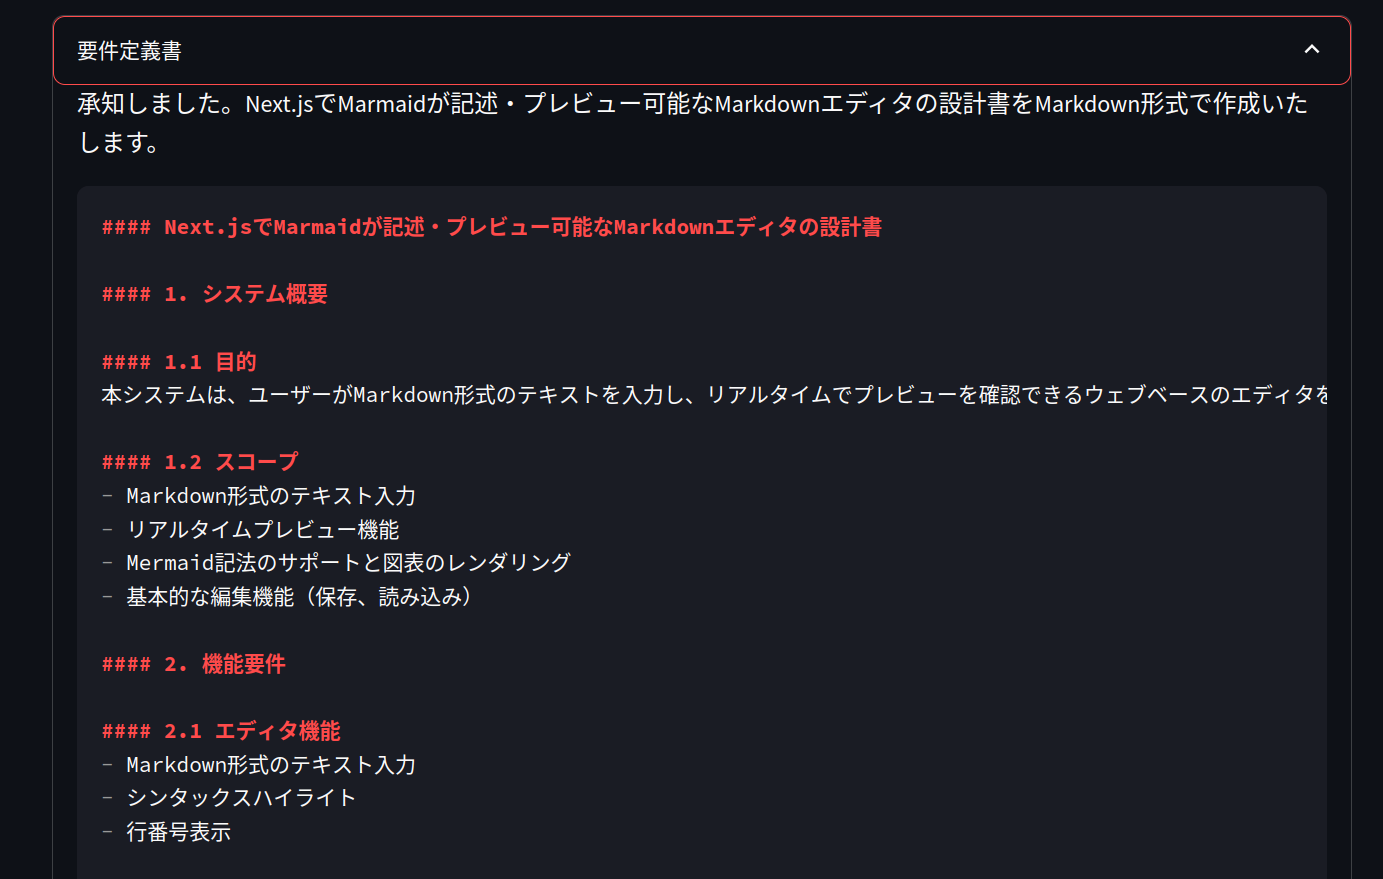 要件定義書
承知しました。Next.jsでMarmaidが記述・プレビュー可能なMarkdownエディタの設計書をMarkdown形式で作成いた
します。
#### Next.jsでMarmaidが記述・プレビュー可能なMarkdownエディタの設計書
#### 1. システム概要
#### 1.1 目的
本システムは、ユーザーがMarkdown形式のテキストを入力し、リアルタイムでプレビューを確認できるウェブベースのエディタを
#### 1.2 スコープ
- Markdown形式のテキスト入力
- リアルタイムプレビュー機能
- Mermaid記法のサポートと図表のレンダリング
- 基本的な編集機能（保存、読み込み）
#### 2. 機能要件
#### 2.1 エディタ機能
- Markdown形式のテキスト入力
- シンタックスハイライト
- 行番号表示